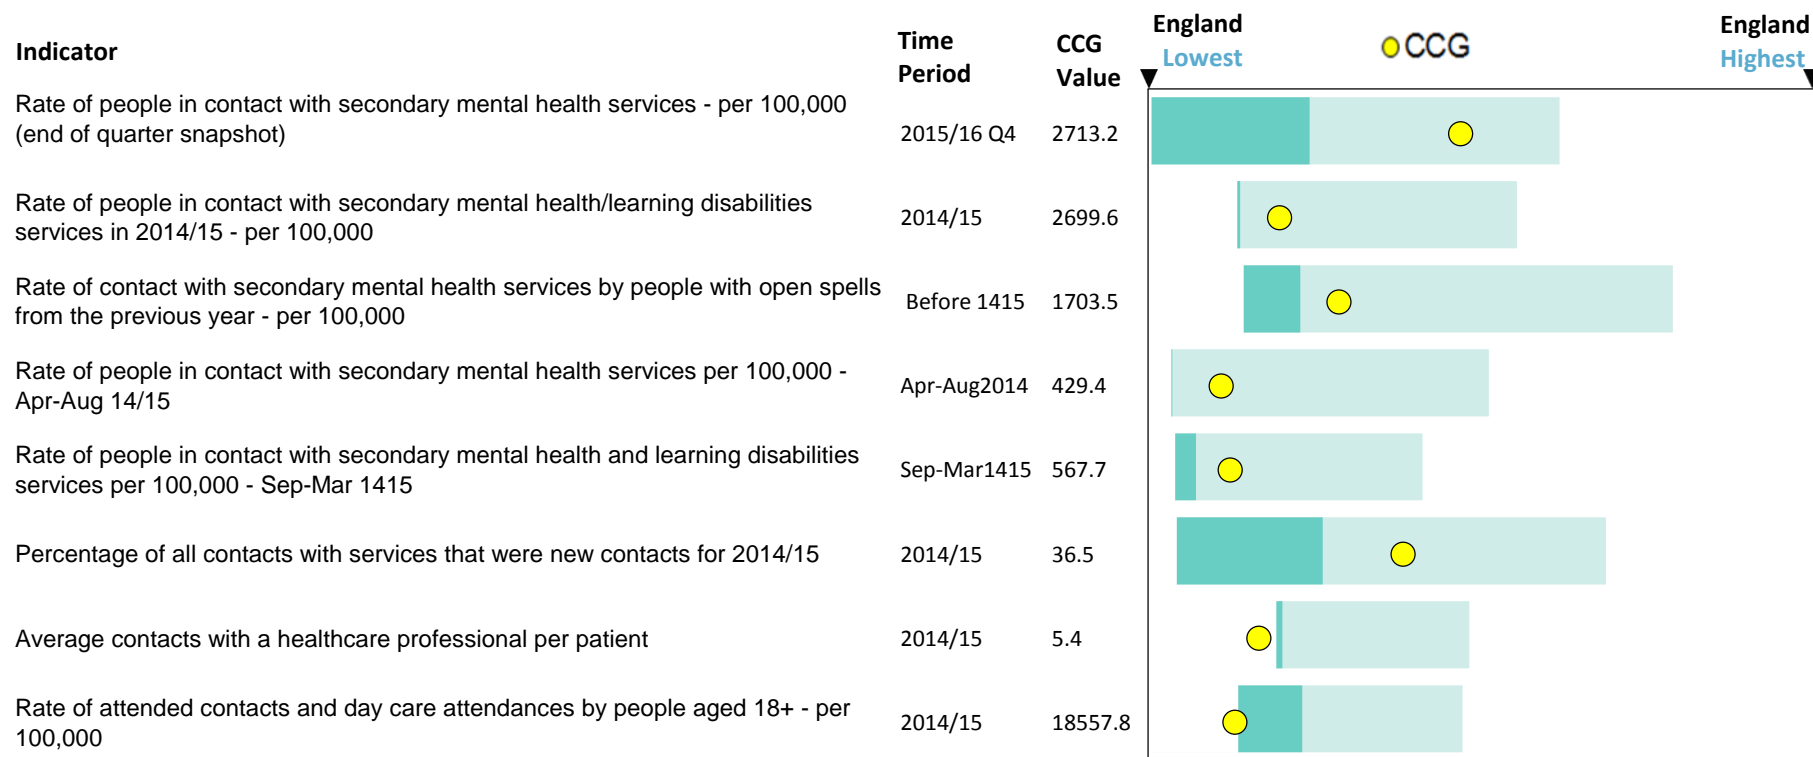 Indicator
Time
Period
CCG
Value
England
Lowest
CCG
England
Highest
Rate of people in contact with secondary mental health services - per 100,000
(end of quarter snapshot)
2015/16 Q4
2713.2
Rate of people in contact with secondary mental health/learning disabilities
services in 2014/15 - per 100,000
2014/15
2699.6
Rate of contact with secondary mental health services by people with open spells
from the previous year - per 100,000
Before 1415
1703.5
Rate of people in contact with secondary mental health services per 100,000 -
Apr-Aug 14/15
Apr-Aug2014
429.4
Rate of people in contact with secondary mental health and learning disabilities
services per 100,000 - Sep-Mar 1415
Sep-Mar1415
567.7
Percentage of all contacts with services that were new contacts for 2014/15
2014/15
36.5
Average contacts with a healthcare professional per patient
2014/15
5.4
Rate of attended contacts and day care attendances by people aged 18+ - per
100,000
2014/15
18557.8